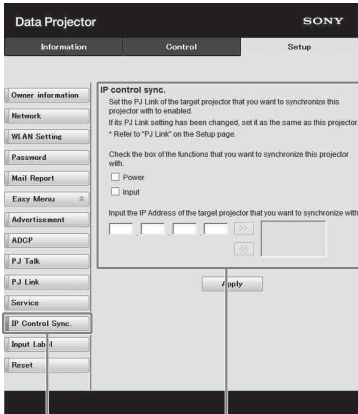 Data Projector
SONY
Information
Control
Setup
Owner information
Network
WLAN Setting
Password
Mail Report
Easy Menu
Advertisement
ADCP
PJ Talk
PJ Link
Service
IP Control Sync.
Input Label
Reset
IP control sync.
Set the PJ Link of the target projector that you want to synchronize this
projector with to enabled.
If its PJ Link setting has been changed, set it as the same as this projector.
* Refer to "PJ Link" on the Setup page.
Check the box of the functions that you want to synchronize this projector
with.
Power
Input
Input the IP Address of the target projector that you want to synchronize with
. . .
>>
<<
Apply